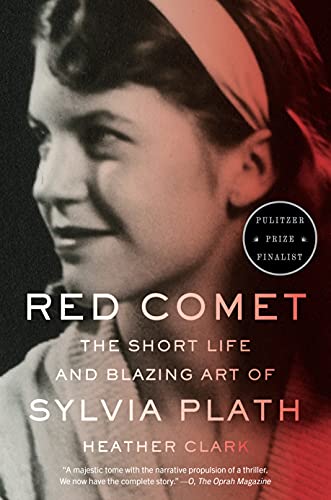 PULITZER
PRIZE
FINALIST
RED COMET
THE SHORT LIFE
AND BLAZING ART OF
SYLVIA PLATH
HEATHER CLARK
"A majestic tome with the narrative propulsion of a thriller.
We now have the complete story." —O, The Oprah Magazine